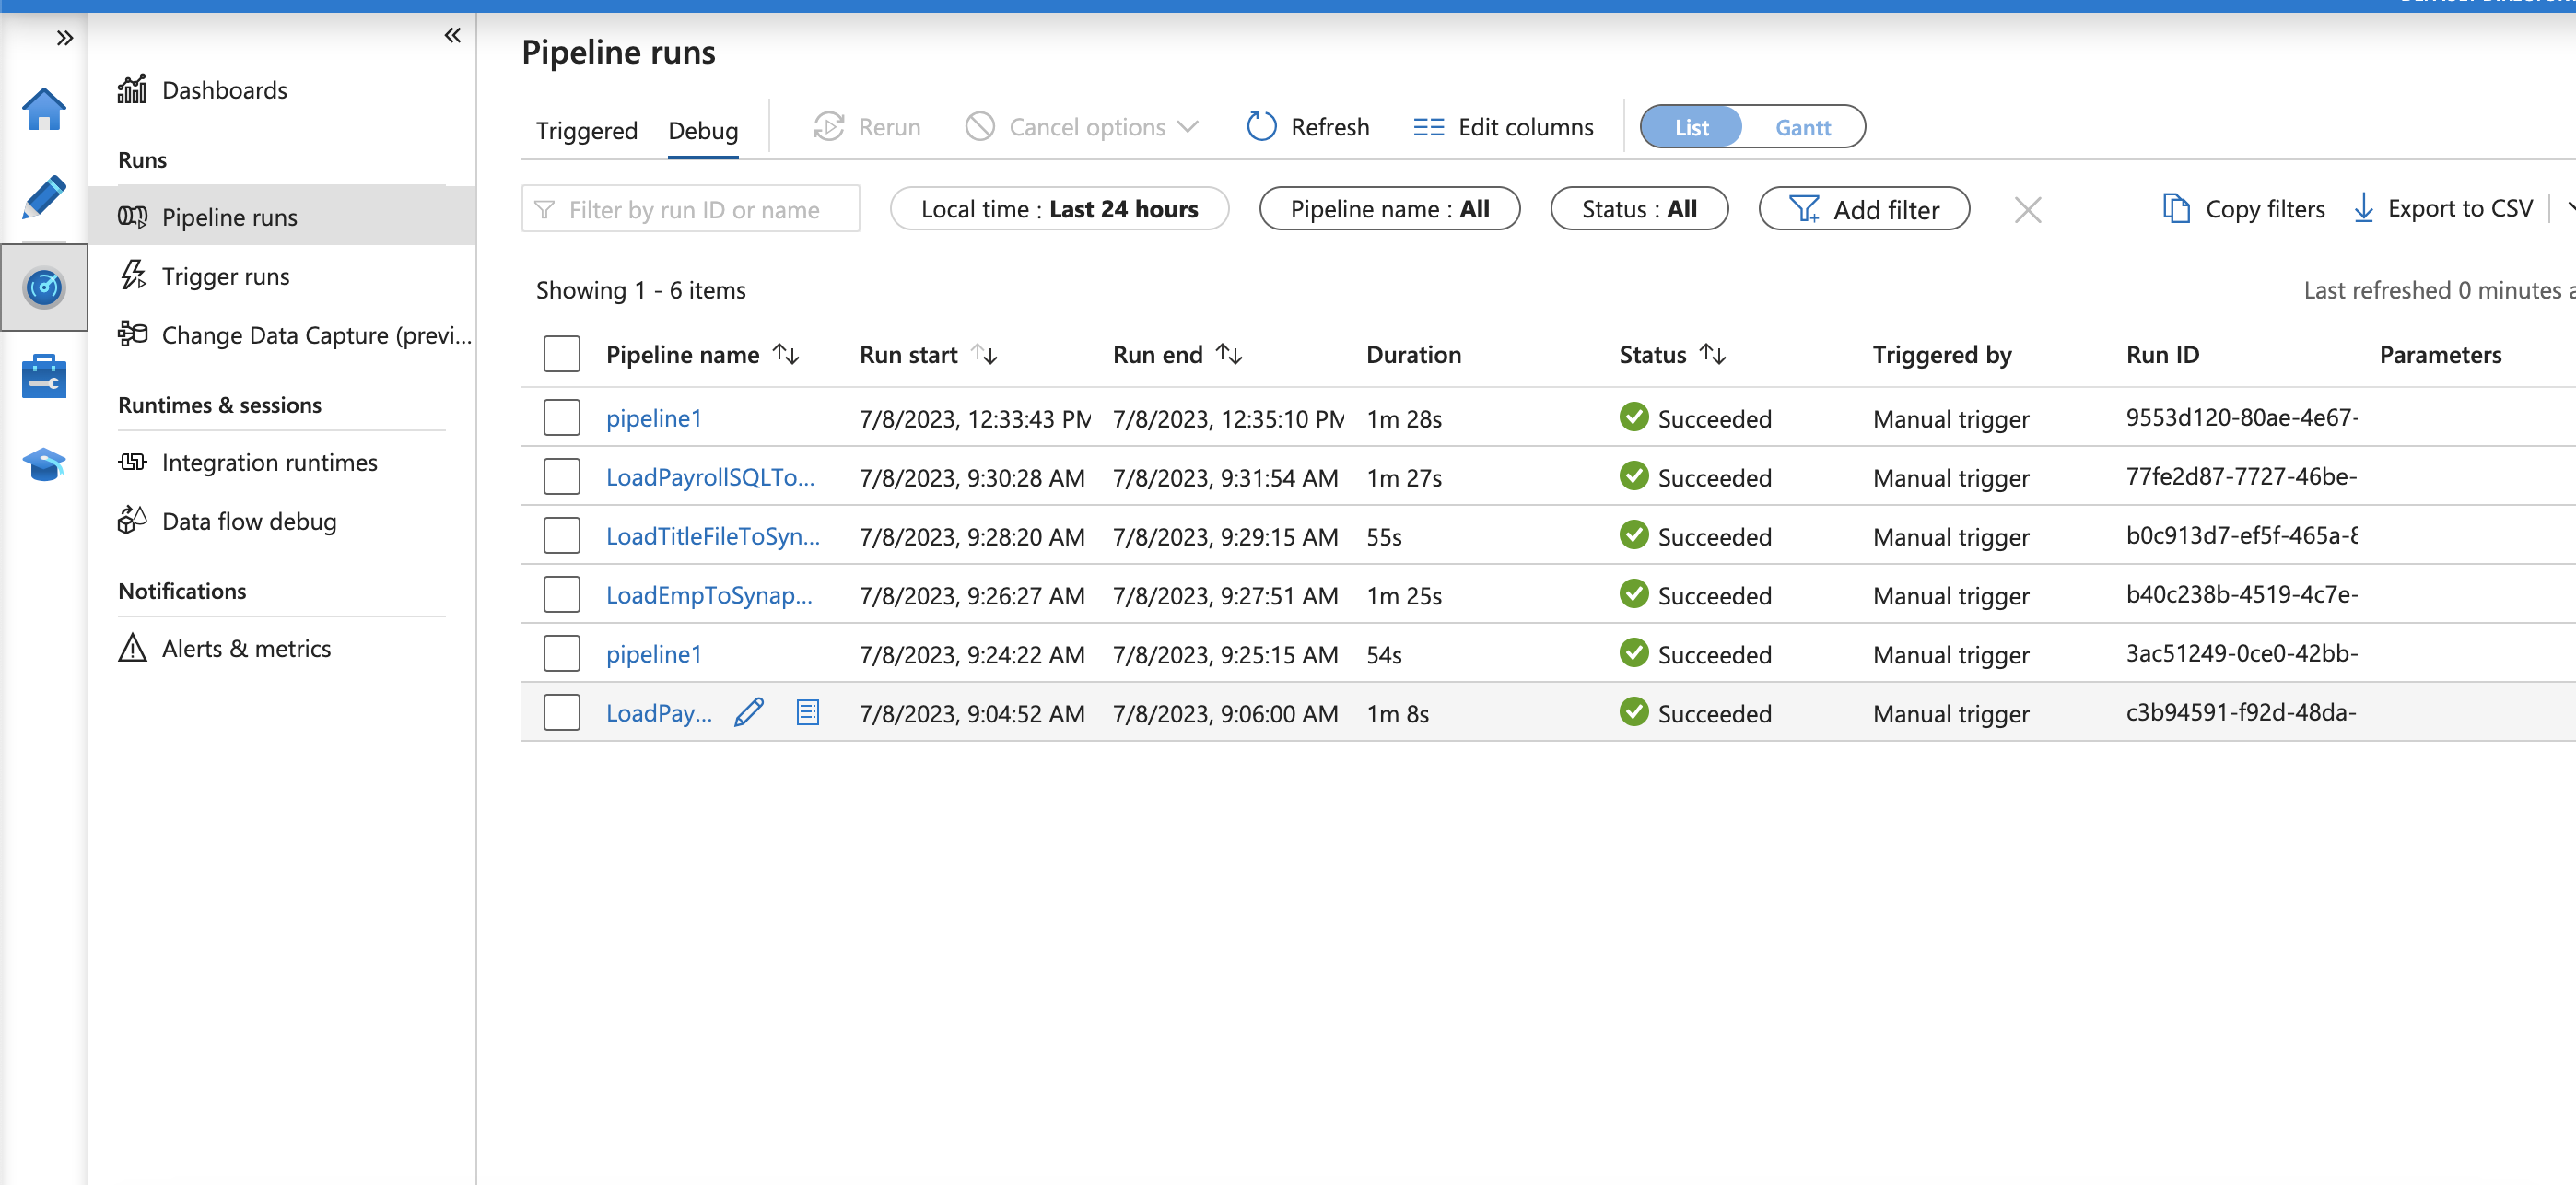 Pipeline runs
Dashboards
Runs
Pipeline runs
Trigger runs
Change Data Capture (previ...
Runtimes & sessions
Integration runtimes
Data flow debug
Notifications
Alerts & metrics
Triggered Debug Rerun Cancel options Refresh Edit columns List Gantt
Filter by run ID or name Local time : Last 24 hours Pipeline name : All Status : All Add filter Copy filters Export to CSV
Showing 1 - 6 items Last refreshed 0 minutes
Pipeline name Run start Run end Duration Status Triggered by Run ID Parameters
pipeline1 7/8/2023, 12:33:43 PM 7/8/2023, 12:35:10 PM 1m 28s Succeeded Manual trigger 9553d120-80ae-4e67-
LoadPayrollSQLTo... 7/8/2023, 9:30:28 AM 7/8/2023, 9:31:54 AM 1m 27s Succeeded Manual trigger 77fe2d87-7727-46be-
LoadTitleFileToSyn... 7/8/2023, 9:28:20 AM 7/8/2023, 9:29:15 AM 55s Succeeded Manual trigger b0c913d7-ef5f-465a-8
LoadEmpToSynap... 7/8/2023, 9:26:27 AM 7/8/2023, 9:27:51 AM 1m 25s Succeeded Manual trigger b40c238b-4519-4c7e-
pipeline1 7/8/2023, 9:24:22 AM 7/8/2023, 9:25:15 AM 54s Succeeded Manual trigger 3ac51249-0ce0-42bb-
LoadPay... 7/8/2023, 9:04:52 AM 7/8/2023, 9:06:00 AM 1m 8s Succeeded Manual trigger c3b94591-f92d-48da-